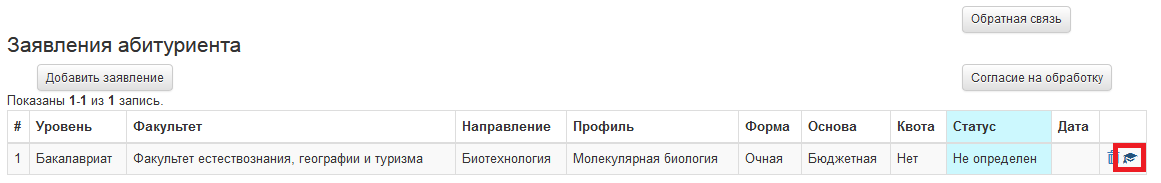 Обратная связь
Заявления абитуриента
Добавить заявление
Согласие на обработку
Показаны 1-1 из 1 запись.
# Уровень Факультет Направление Профиль Форма Основа Квота Статус Дата
1 Бакалавриат Факультет естествознания, географии и туризма Биотехнология Молекулярная биология Очная Бюджетная Нет Не определен